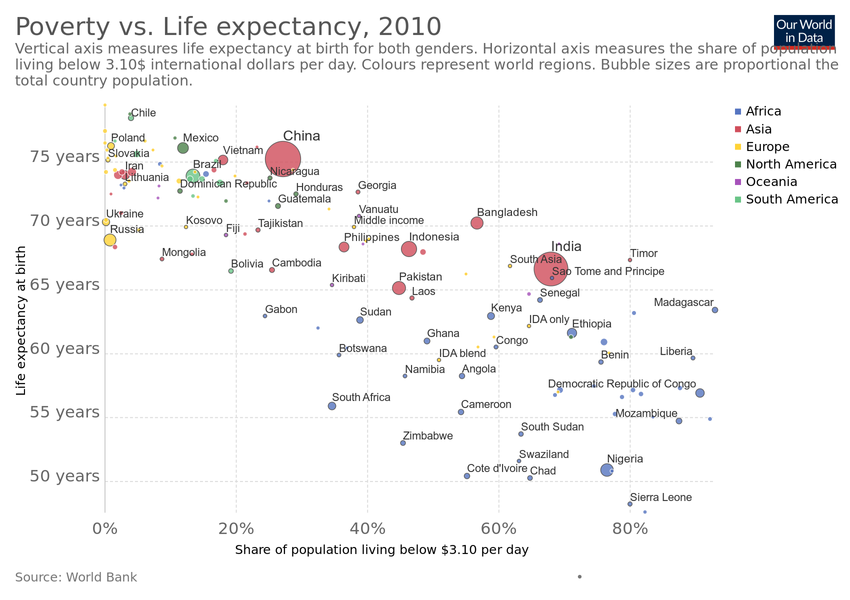 Poverty vs. Life expectancy, 2010
Our World
in Data
Vertical axis measures life expectancy at birth for both genders. Horizontal axis measures the share of population
living below 3.10$ international dollars per day. Colours represent world regions. Bubble sizes are proportional the
total country population.
Chile
Africa
Poland
Mexico
China
Asia
Slovakia
Vietnam
Europe
75 years
Iran
Brazil
Nicaragua
North America
Lithuania
Dominican Republic
Honduras
Georgia
Oceania
Guatemala
South America
70 years
Ukraine
Kosovo
Vanuatu
Bangladesh
Middle income
Russia
Fiji
Tajikistan
Philippines
Indonesia
India
Mongolia
Bolivia
Cambodia
South Asia
Timor
Kiribati
Pakistan
Sao Tome and Principe
65 years
Laos
Senegal
Gabon
Sudan
Kenya
Madagascar
IDA only
Ethiopia
60 years
Botswana
Ghana
Congo
IDA blend
Benin
Liberia
Namibia
Angola
Democratic Republic of Congo
55 years
South Africa
Cameroon
Mozambique
Zimbabwe
South Sudan
50 years
Swaziland
Cote d'Ivoire
Chad
Nigeria
Sierra Leone
Life expectancy at birth
0%
20%
40%
60%
80%
Share of population living below $3.10 per day
Source: World Bank